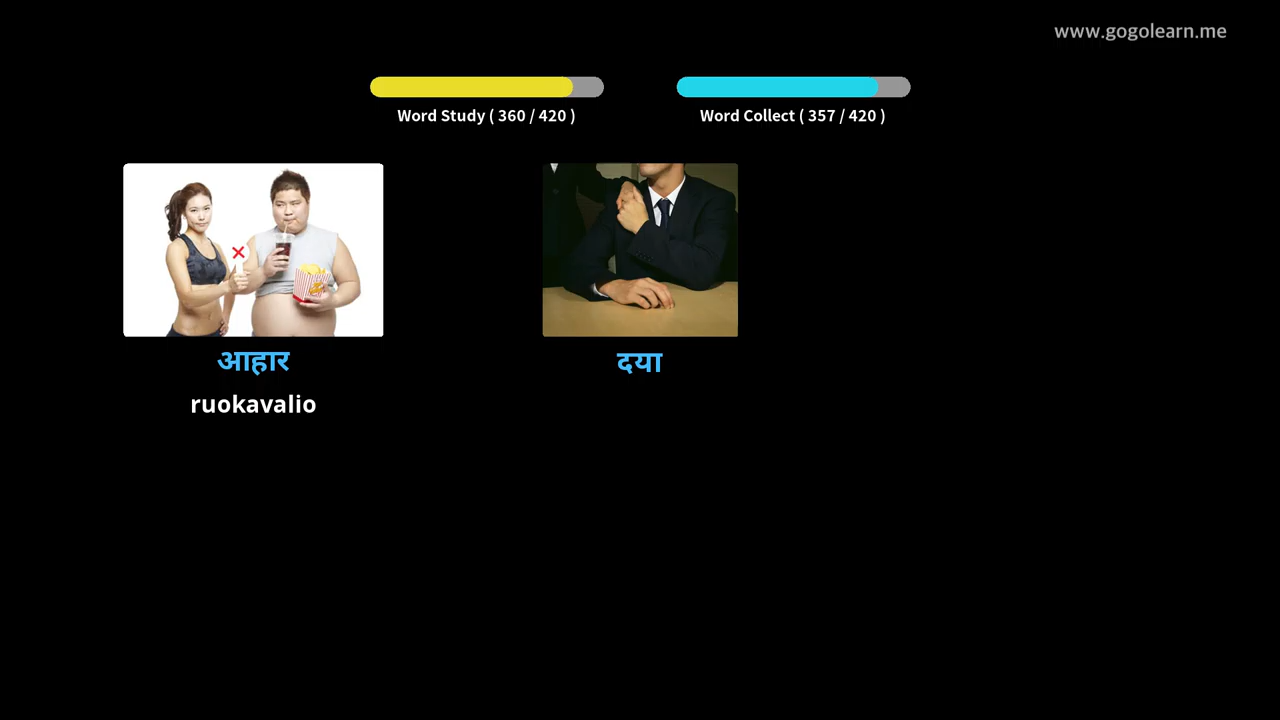 www.gogolearn.me
Word Study ( 360 / 420 )
Word Collect ( 357 / 420 )
आहार
दया
ruokavalio